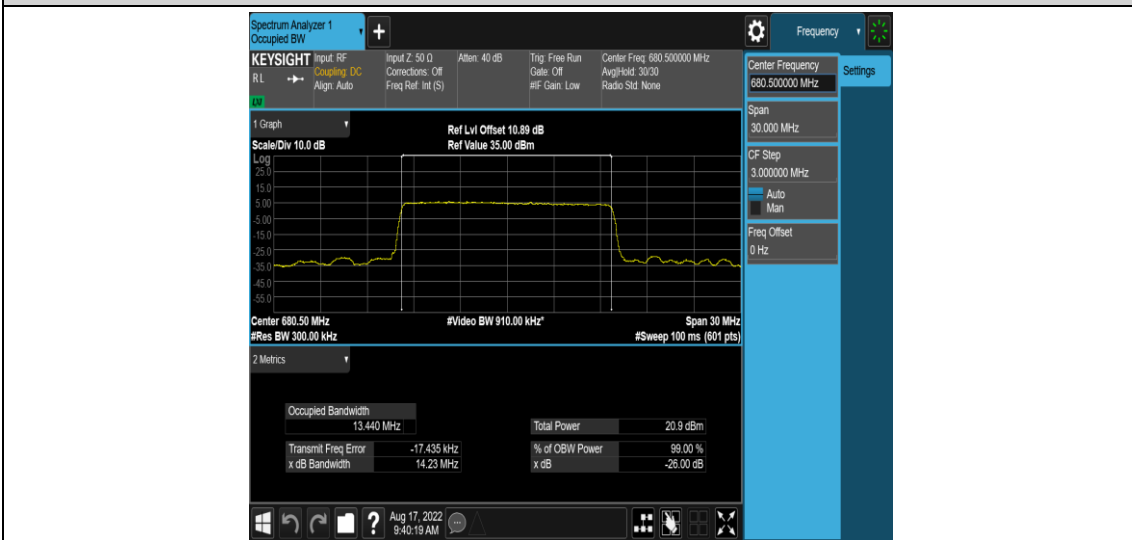 Spectrum Analyzer 1
Occupied BW
+
Frequency
KEYSIGHT
RL
LXI
Input: RF
Coupling: DC
Align: Auto
Input Z: 50 Ω
Corrections: Off
Freq Ref: Int (S)
Atten: 40 dB
Trig: Free Run
Gate: Off
#IF Gain: Low
Center Freq: 680.500000 MHz
Avg|Hold: 30/30
Radio Std: None
Center Frequency
680.500000 MHz
Settings
Span
30.000 MHz
CF Step
3.000000 MHz
Auto
Man
Freq Offset
0 Hz
1 Graph
Scale/Div 10.0 dB
Ref Lvl Offset 10.89 dB
Ref Value 35.00 dBm
Log
25.0
15.0
5.00
-5.00
-15.0
-25.0
-35.0
-45.0
-55.0
Center 680.50 MHz
#Video BW 910.00 kHz*
Span 30 MHz
#Res BW 300.00 kHz
#Sweep 100 ms (601 pts)
2 Metrics
Occupied Bandwidth
13.440 MHz
Total Power 20.9 dBm
Transmit Freq Error -17.435 kHz
% of OBW Power 99.00 %
x dB Bandwidth 14.23 MHz
x dB -26.00 dB
?
Aug 17, 2022
9:40:19 AM